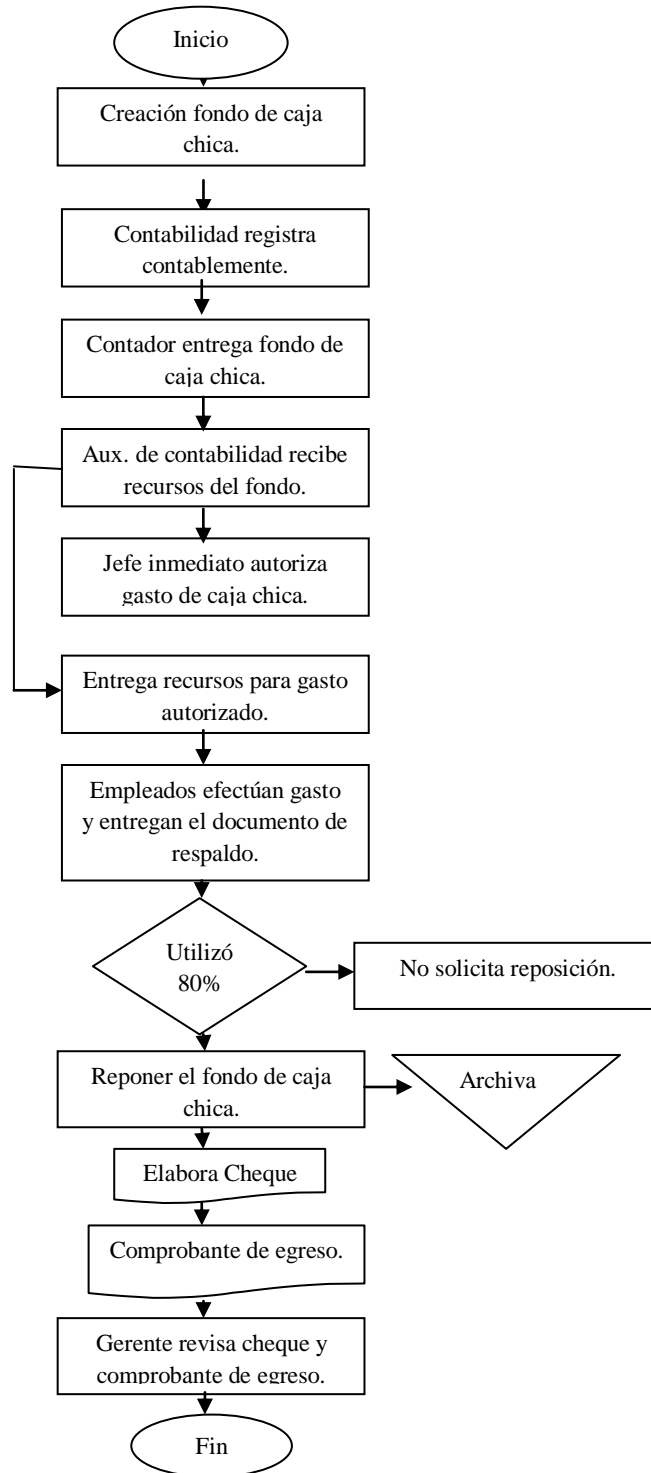 Inicio
Creación fondo de caja
chica.
Contabilidad registra
contablemente.
Contador entrega fondo de
caja chica.
Aux. de contabilidad recibe
recursos del fondo.
Jefe inmediato autoriza
gasto de caja chica.
Entrega recursos para gasto
autorizado.
Empleados efectúan gasto
y entregan el documento de
respaldo.
Utilizó
80%
No solicita reposición.
Reponer el fondo de caja
chica.
Archiva
Elabora Cheque
Comprobante de egreso.
Gerente revisa cheque y
comprobante de egreso.
Fin